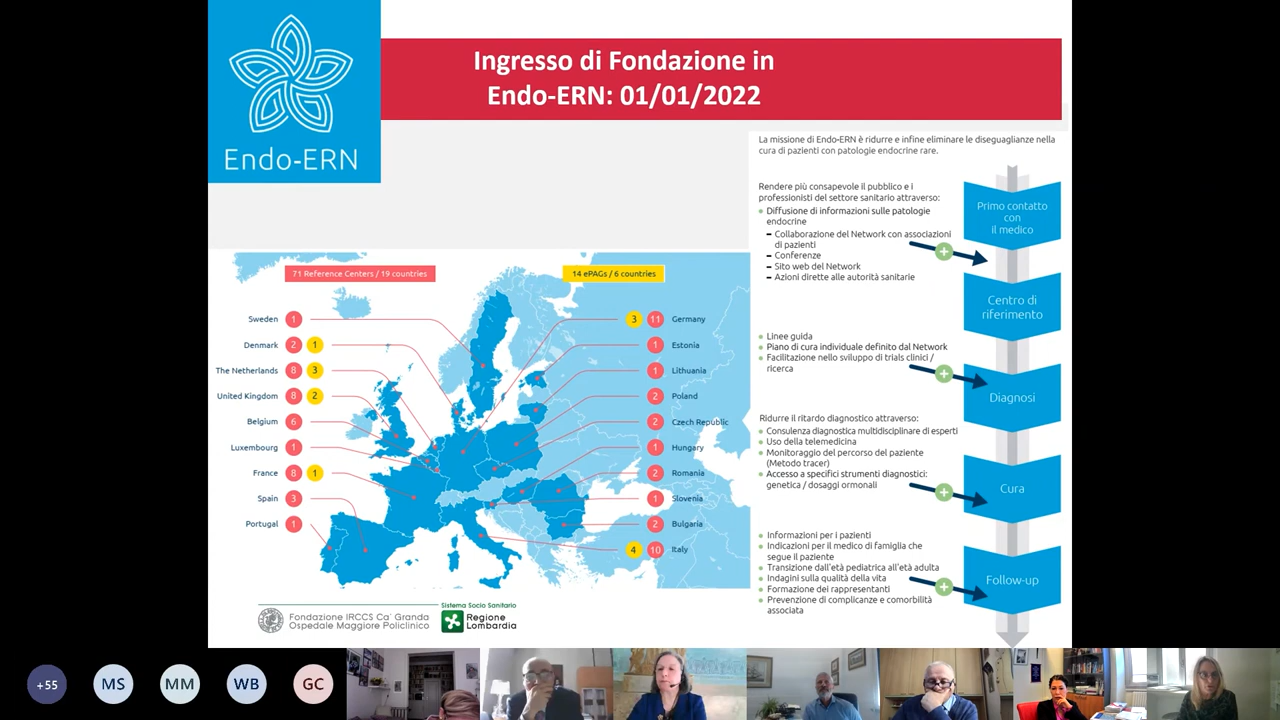 Endo-ERN
Ingresso di Fondazione in
Endo-ERN: 01/01/2022
La missione di Endo-ERN è ridurre e infine eliminare le diseguaglianze nella
cura di pazienti con patologie endocrine rare.
Rendere più consapevole il pubblico e i
professionisti del settore sanitario attraverso:
Diffusione di informazioni sulle patologie
endocrine
Collaborazione del Network con associazioni
di pazienti
Conferenze
Sito web del Network
Azioni dirette alle autorità sanitarie
Linee guida
Piano di cura individuale definito dal Network
Facilitazione nello sviluppo di trials clinici /
ricerca
Ridurre il ritardo diagnostico attraverso:
Consulenza diagnostica multidisciplinare di esperti
Uso della telemedicina
Monitoraggio del percorso del paziente
(Metodo tracer)
Accesso a specifici strumenti diagnostici:
genetica / dosaggi ormonali
Informazioni per i pazienti
Indicazioni per il medico di famiglia che
segue il paziente
Transizione dall'età pediatrica all'età adulta
Indagini sulla qualità della vita
Formazione dei rappresentanti
Prevenzione di complicanze e comorbilità
associata
Primo contatto
con
il medico
Centro di
riferimento
Diagnosi
Cura
Follow-up
71 Reference Centers / 19 countries
14 ePAGs / 6 countries
Sweden 1
Denmark 2 1
The Netherlands 8 3
United Kingdom 8 2
Belgium 6
Luxembourg 1
France 8 1
Spain 3
Portugal 1
3 11 Germany
1 Estonia
1 Lithuania
2 Poland
2 Czech Republic
1 Hungary
2 Romania
1 Slovenia
2 Bulgaria
4 10 Italy
Fondazione IRCCS Ca' Granda
Ospedale Maggiore Policlinico
Sistema Socio Sanitario
Regione
Lombardia
+55
MS
MM
WB
GC